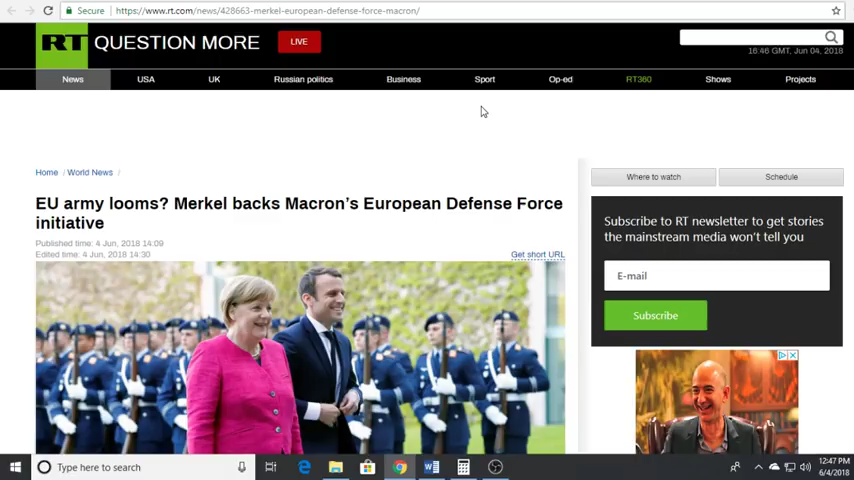 Secure
https://www.rt.com/news/428663-merkel-european-defense-force-macron/
RT QUESTION MORE
LIVE
16:46 GMT, Jun 04, 2018
News
USA
UK
Russian politics
Business
Sport
Op-ed
RT360
Shows
Projects
Home / World News /
EU army looms? Merkel backs Macron’s European Defense Force
initiative
Published time: 4 Jun, 2018 14:09
Edited time: 4 Jun, 2018 14:30
Get short URL
Where to watch
Schedule
Subscribe to RT newsletter to get stories
the mainstream media won’t tell you
E-mail
Subscribe
Type here to search
12:47 PM
6/4/2018